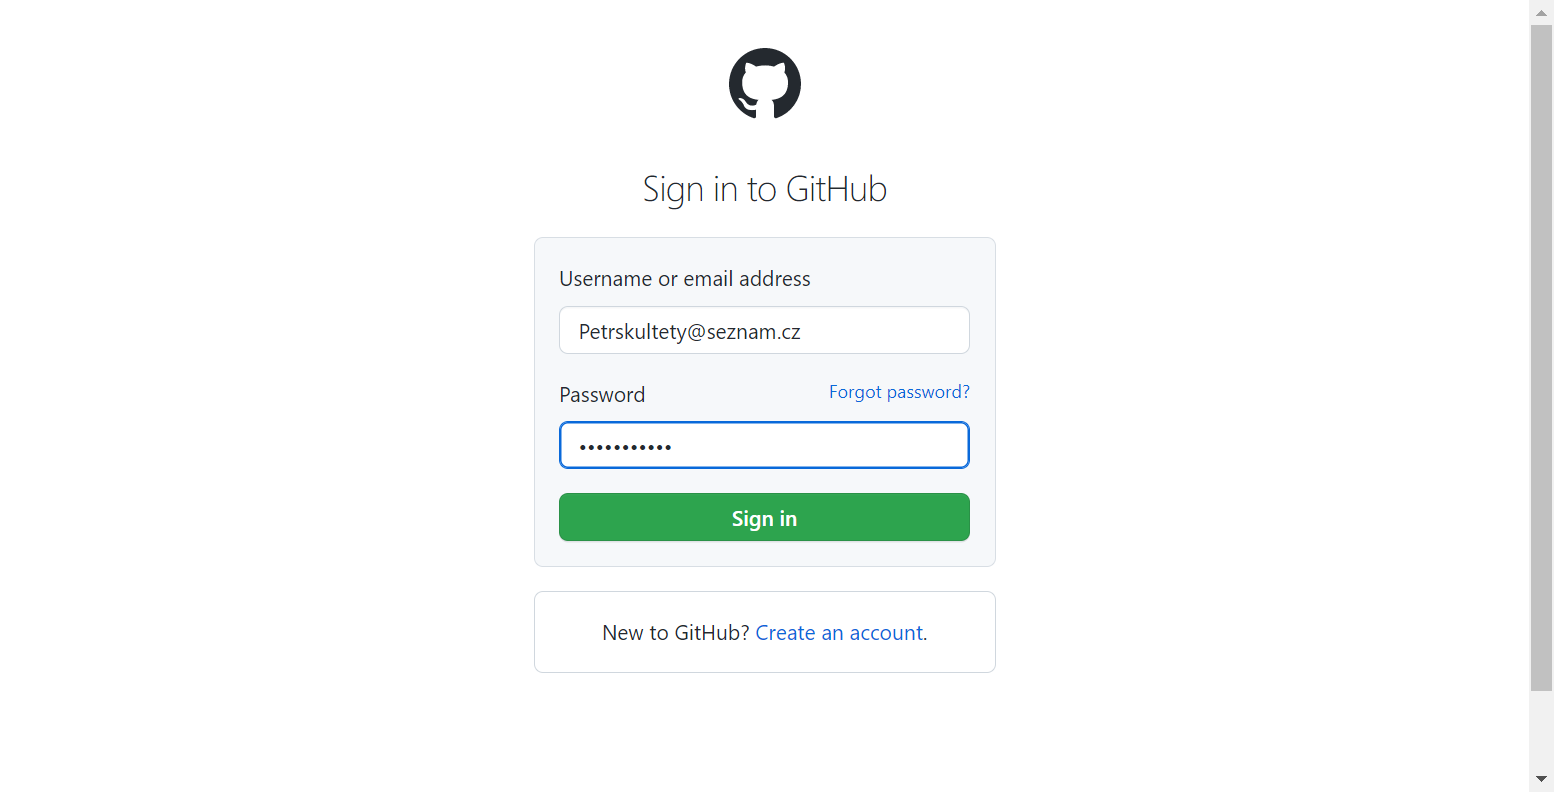 Sign in to GitHub
Username or email address
Petrskultety@seznam.cz
Password Forgot password?
•••••••••••
Sign in
New to GitHub? Create an account.